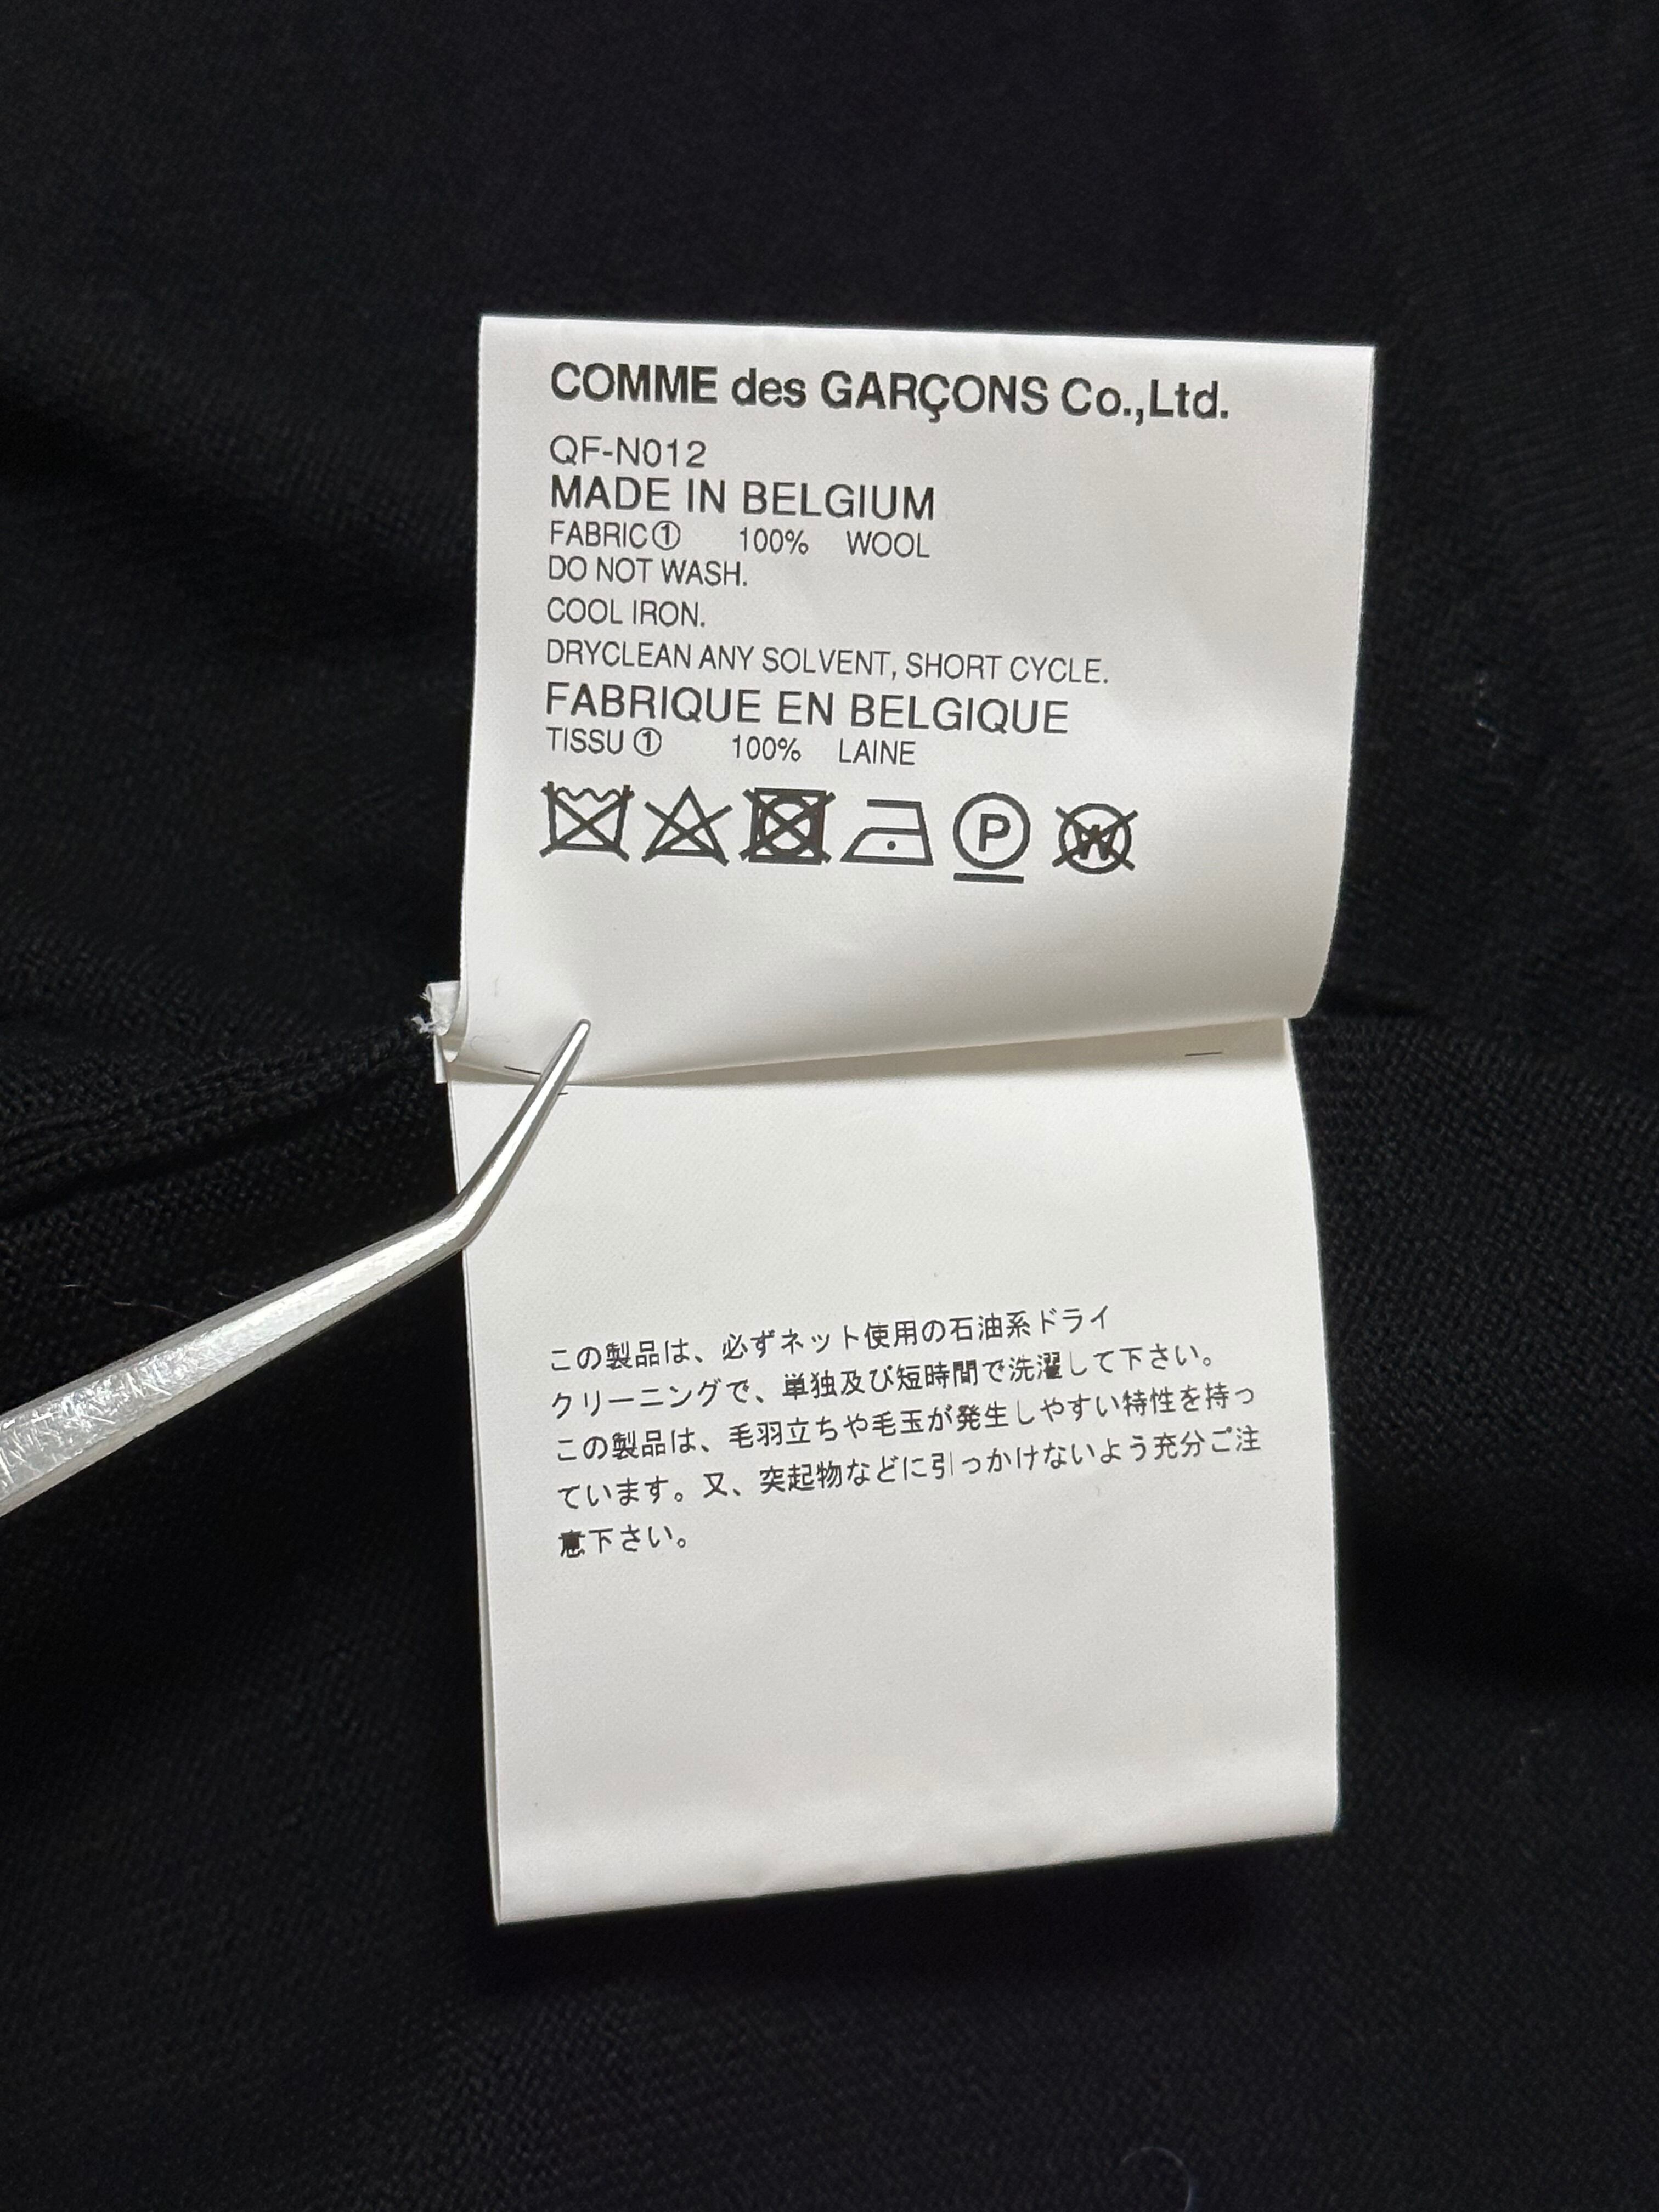 COMME des GARÇONS Co.,Ltd.
QF-N012
MADE IN BELGIUM
FABRIC① 100% WOOL
DO NOT WASH.
COOL IRON.
DRYCLEAN ANY SOLVENT, SHORT CYCLE.
FABRIQUE EN BELGIQUE
TISSU① 100% LAINE
P W
この製品は、必ずネット使用の石油系ドライ
クリーニングで、単独及び短時間で洗濯して下さい。
この製品は、毛羽立ちや毛玉が発生しやすい特性を持っ
ています。又、突起物などに引っかけないよう充分ご注
意下さい。